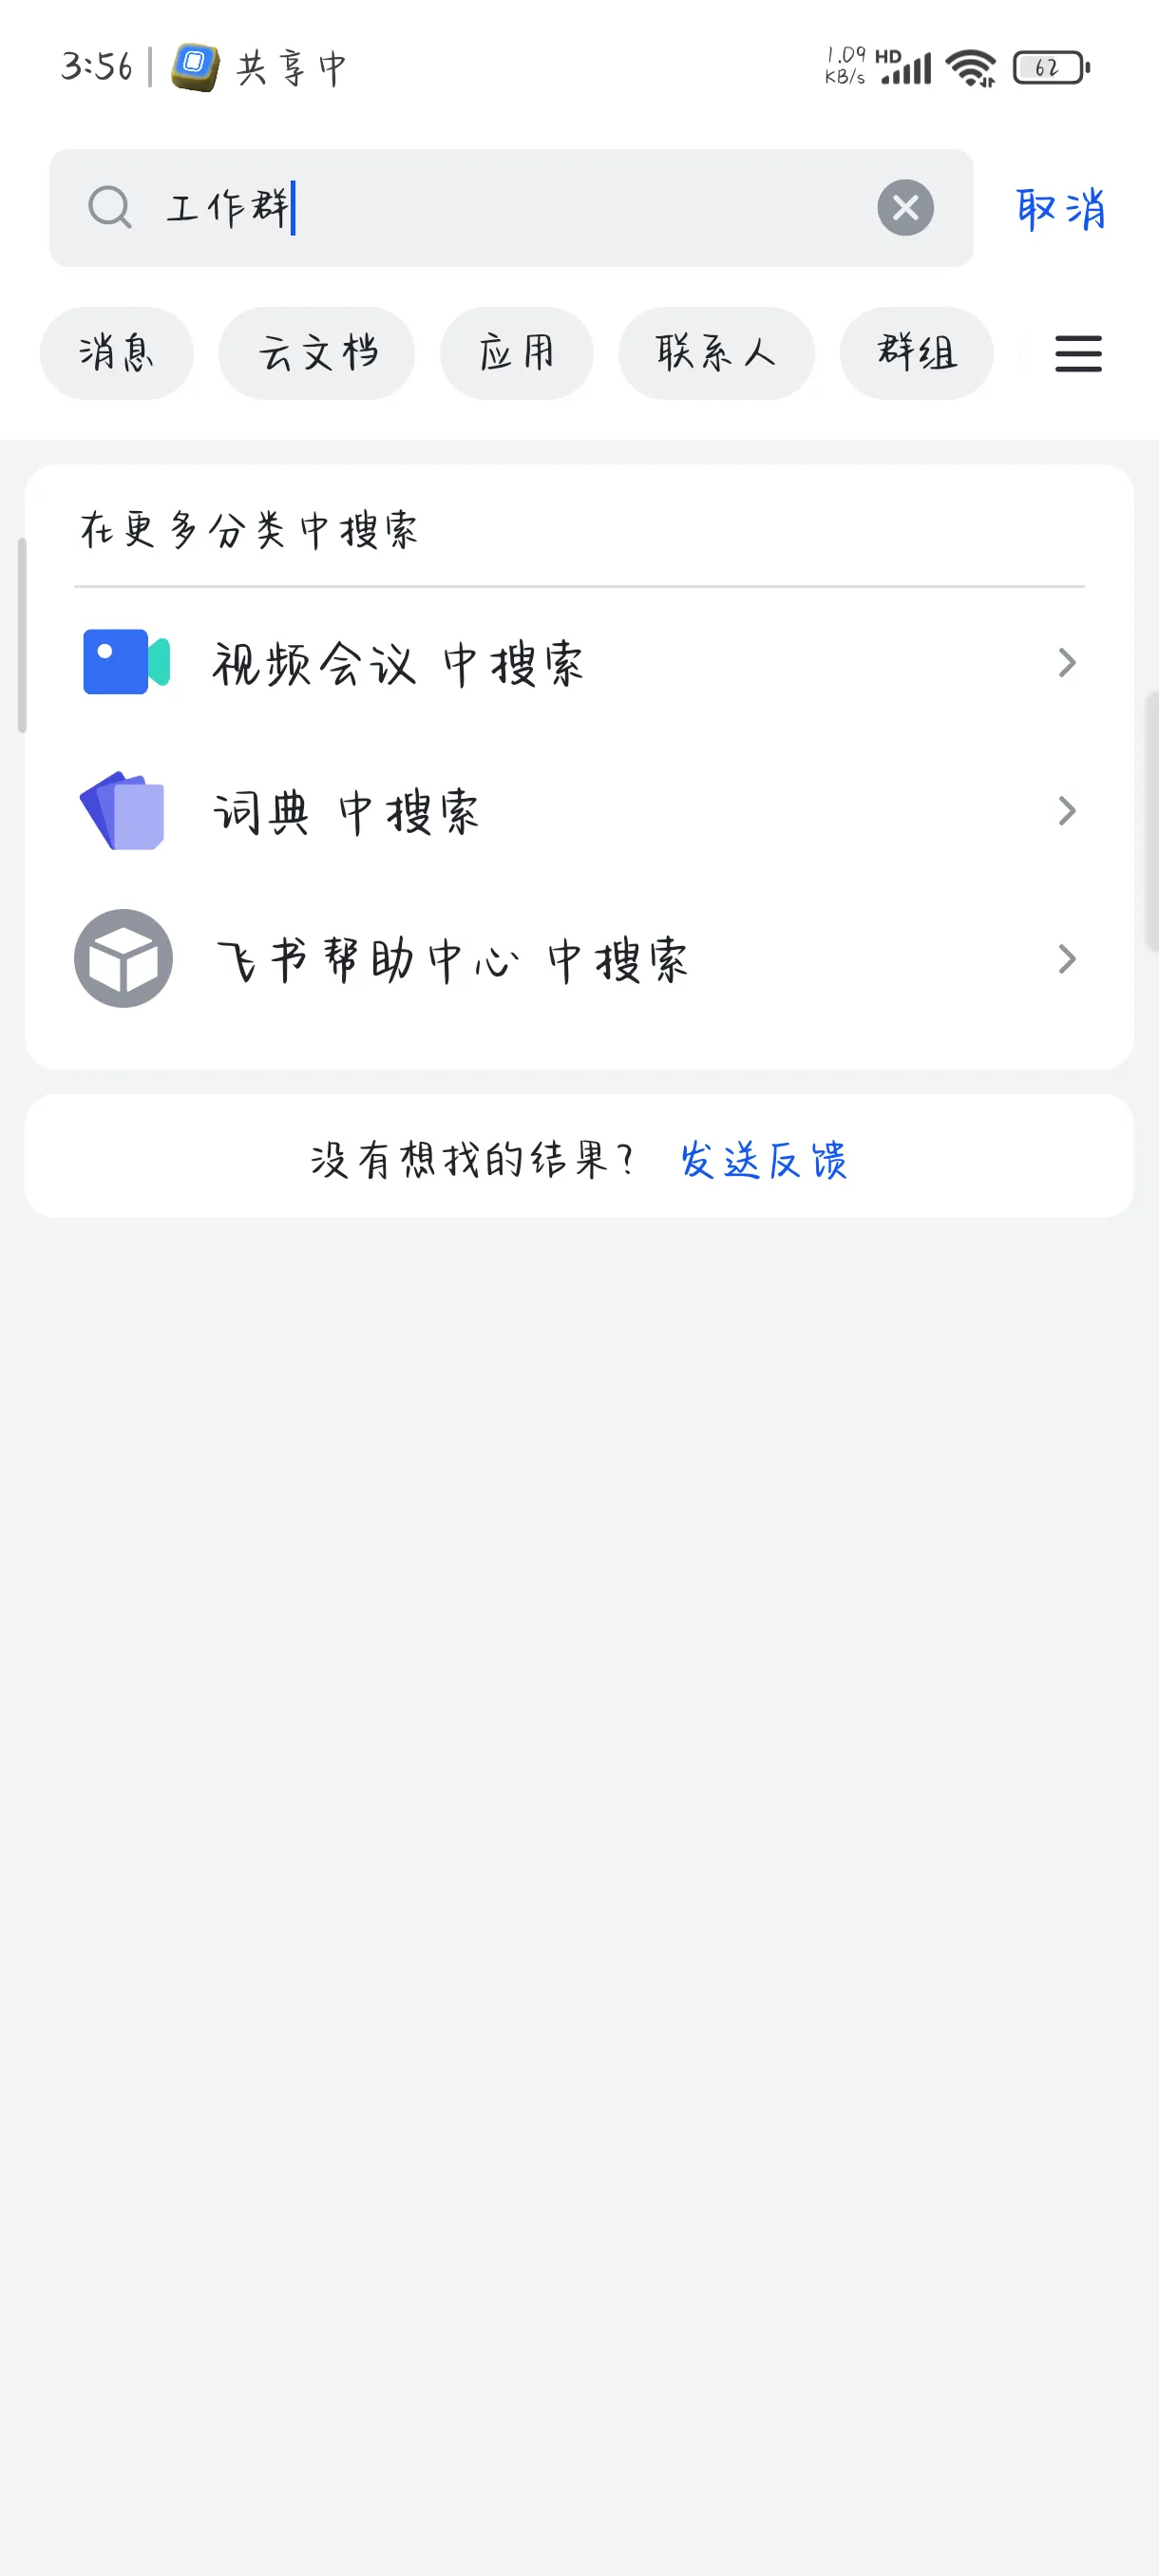 3:56 共享中 1.09 KB/s HD 62
工作群 取消
消息 云文档 应用 联系人 群组
在更多分类中搜索
视频会议 中搜索
词典 中搜索
飞书帮助中心 中搜索
没有想找的结果? 发送反馈